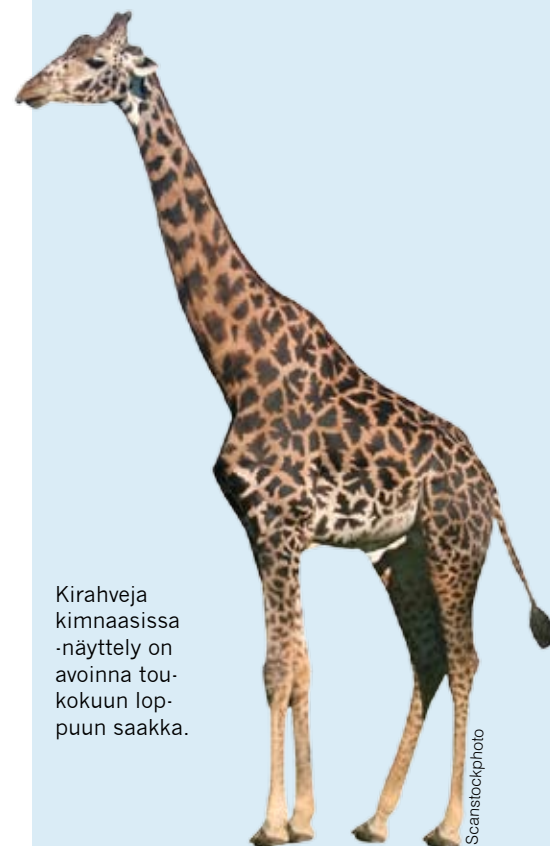 Kirahveja
kimnaasissa
-näyttely on
avoinna tou-
kokuun lop-
puun saakka.
Scanstockphoto